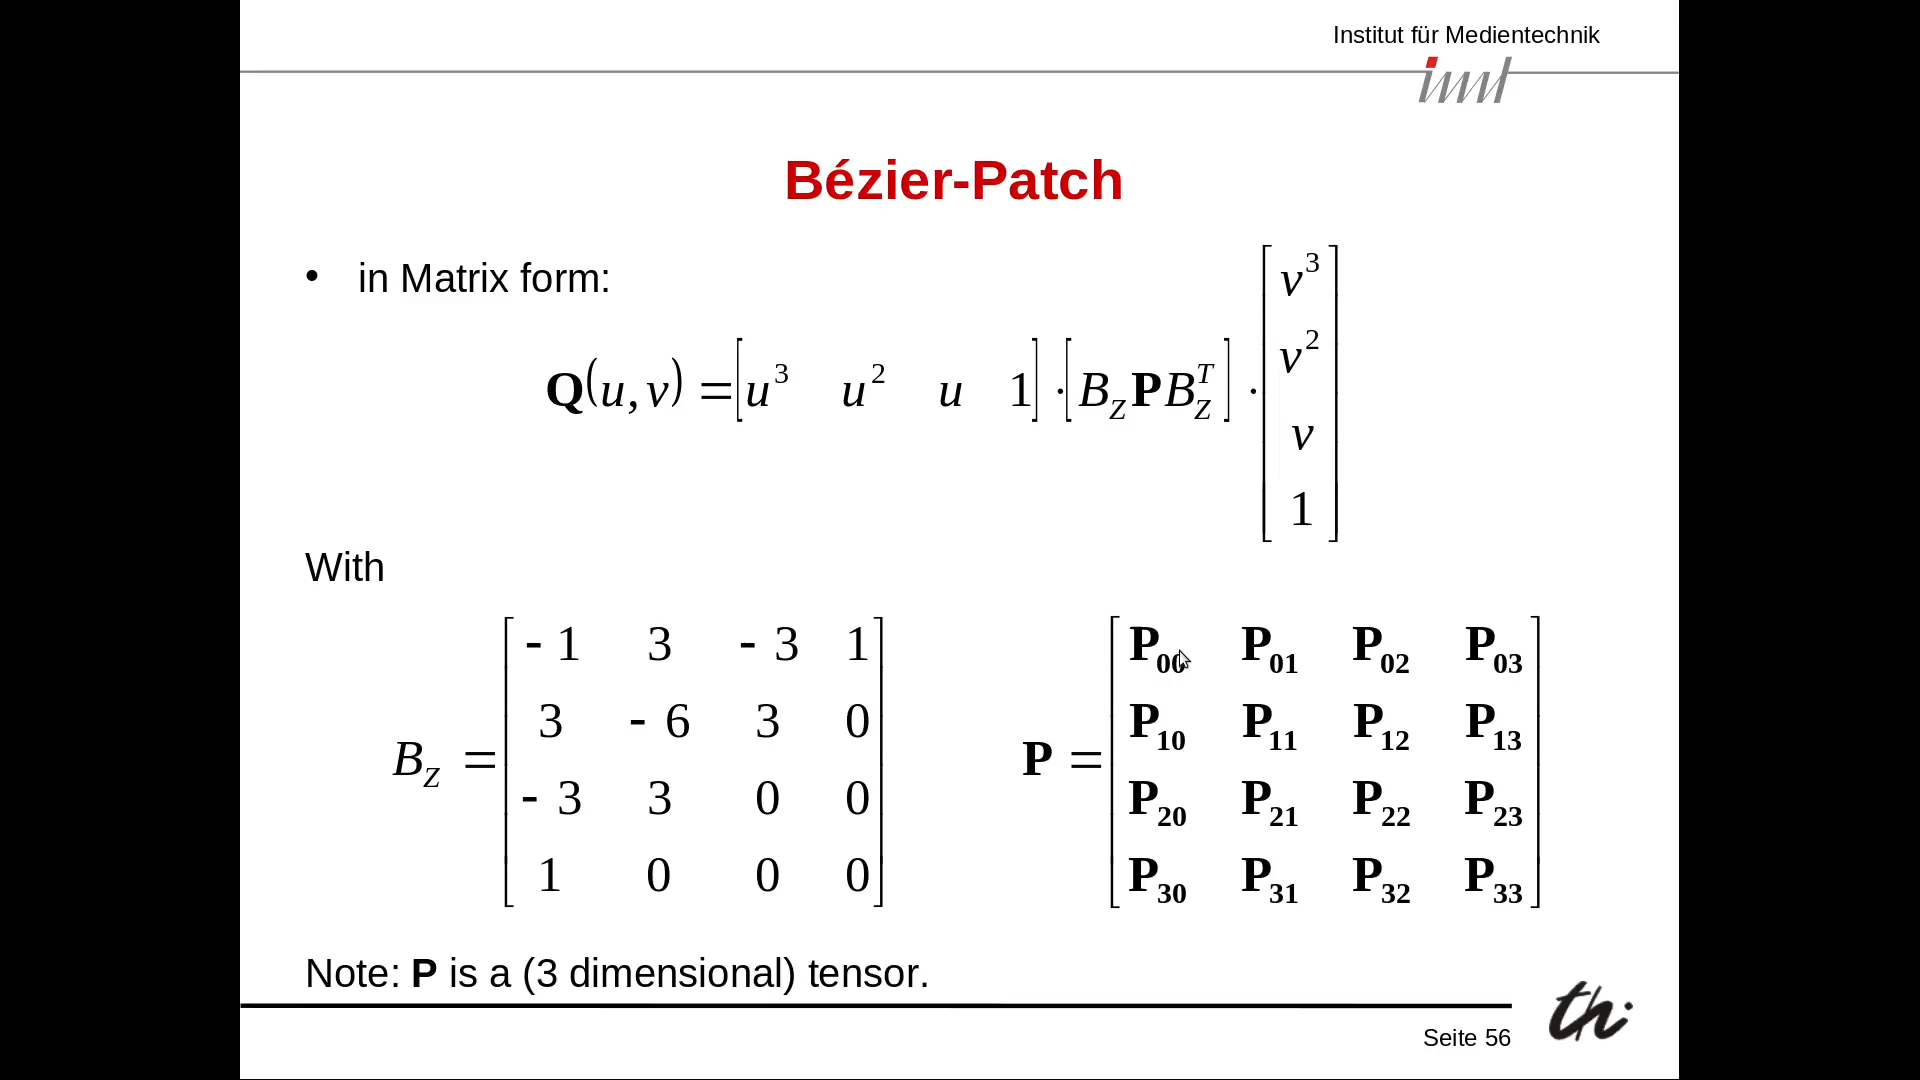 Institut für Medientechnik
imt
Bézier-Patch
• in Matrix form:
Q(u,v) = [u³ u² u 1] · [B_Z P B_Z^T] · [v³ v² v 1]
With
B_Z = [-1 3 -3 1
3 -6 3 0
-3 3 0 0
1 0 0 0]
P = [P₀₀ P₀₁ P₀₂ P₀₃
P₁₀ P₁₁ P₁₂ P₁₃
P₂₀ P₂₁ P₂₂ P₂₃
P₃₀ P₃₁ P₃₂ P₃₃]
Note: P is a (3 dimensional) tensor.
Seite 56
th